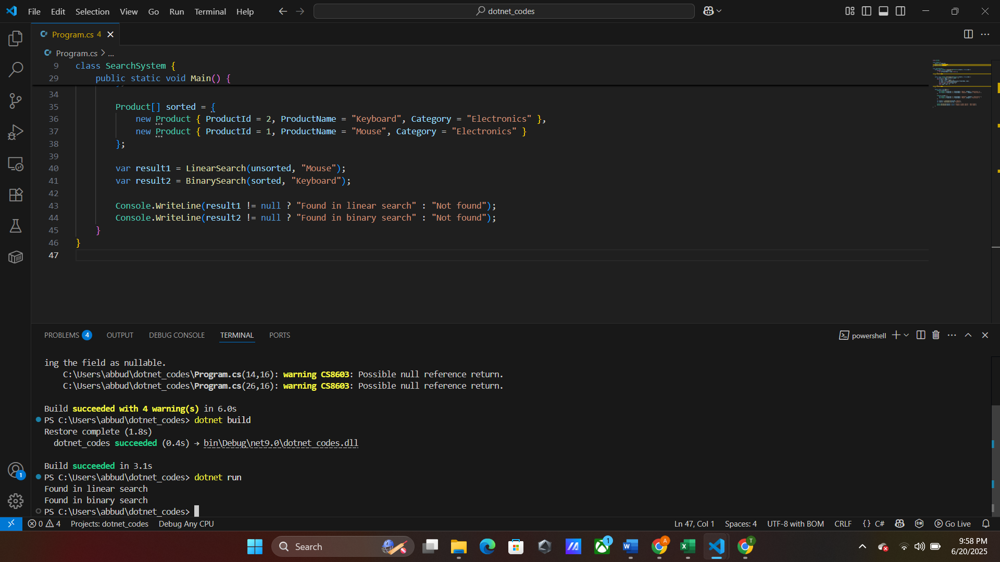 File Edit Selection View Go Run Terminal Help
dotnet_codes
Program.cs 4
Program.cs > ...
9 class SearchSystem {
29 public static void Main() {
34
35 Product[] sorted = {
36 new Product { ProductId = 2, ProductName = "Keyboard", Category = "Electronics" },
37 new Product { ProductId = 1, ProductName = "Mouse", Category = "Electronics" }
38 };
39
40 var result1 = LinearSearch(unsorted, "Mouse");
41 var result2 = BinarySearch(sorted, "Keyboard");
42
43 Console.WriteLine(result1 != null ? "Found in linear search" : "Not found");
44 Console.WriteLine(result2 != null ? "Found in binary search" : "Not found");
45 }
46 }
47
PROBLEMS 4 OUTPUT DEBUG CONSOLE TERMINAL PORTS
powershell
ing the field as nullable.
C:\Users\abbud\dotnet_codes\Program.cs(14,16): warning CS8603: Possible null reference return.
C:\Users\abbud\dotnet_codes\Program.cs(26,16): warning CS8603: Possible null reference return.
Build succeeded with 4 warning(s) in 6.0s
PS C:\Users\abbud\dotnet_codes> dotnet build
Restore complete (1.8s)
dotnet_codes succeeded (0.4s) → bin\Debug\net9.0\dotnet_codes.dll
Build succeeded in 3.1s
PS C:\Users\abbud\dotnet_codes> dotnet run
Found in linear search
Found in binary search
PS C:\Users\abbud\dotnet_codes>
1
0 4 Projects: dotnet_codes Debug Any CPU
Ln 47, Col 1 Spaces: 4 UTF-8 with BOM CRLF {} C# Go Live
Search
1
A
T
9:58 PM
6/20/2025